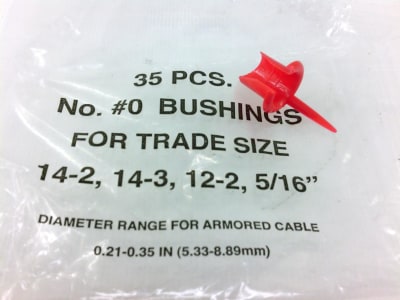 35 PCS.
No. #0 BUSHINGS
FOR TRADE SIZE
14-2, 14-3, 12-2, 5/16”
DIAMETER RANGE FOR ARMORED CABLE
0.21-0.35 IN (5.33-8.89mm)